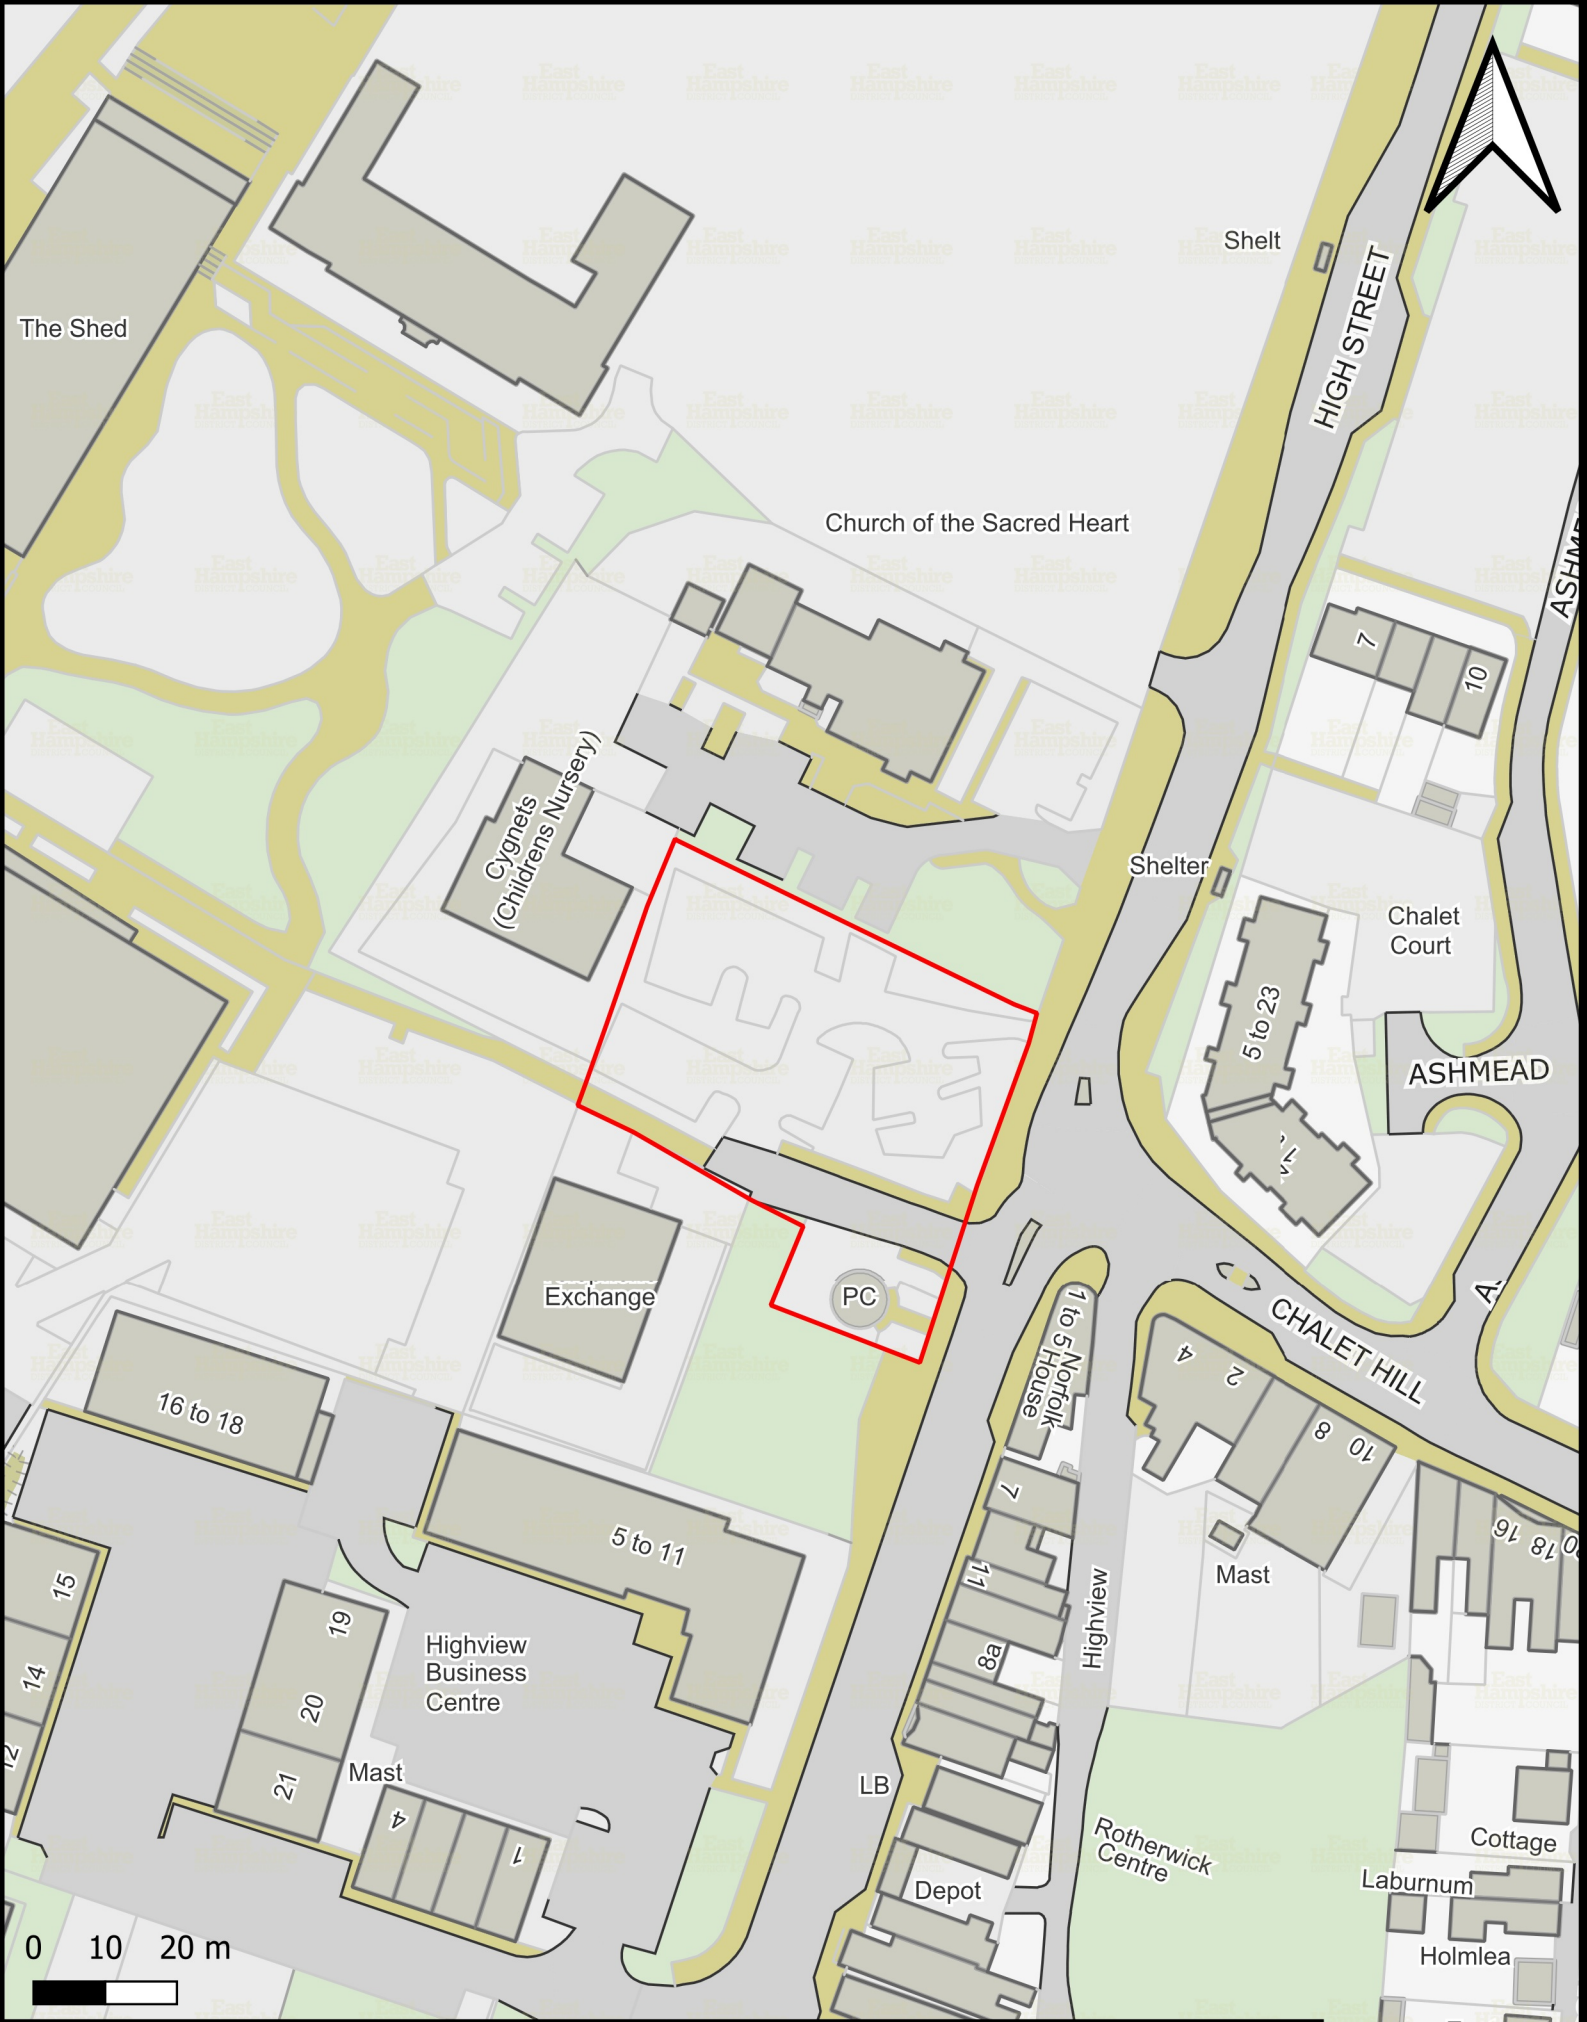 East
Hampshire
Shelt
HIGH STREET
The Shed
Church of the Sacred Heart
7
10
Cygnets
(Childrens Nursery)
Shelter
Chalet
Court
5 to 23
ASHMEAD
Exchange
PC
1 to 5 Norfolk
House
CHALET HILL
4
2
8
10
16 to 18
7
5 to 11
16
18
Mast
11
15
19
Highview
Highview
Business
Centre
8a
14
20
Mast
21
LB
4
1
Rotherwick
Centre
Cottage
Depot
Laburnum
Holmlea
0 10 20 m